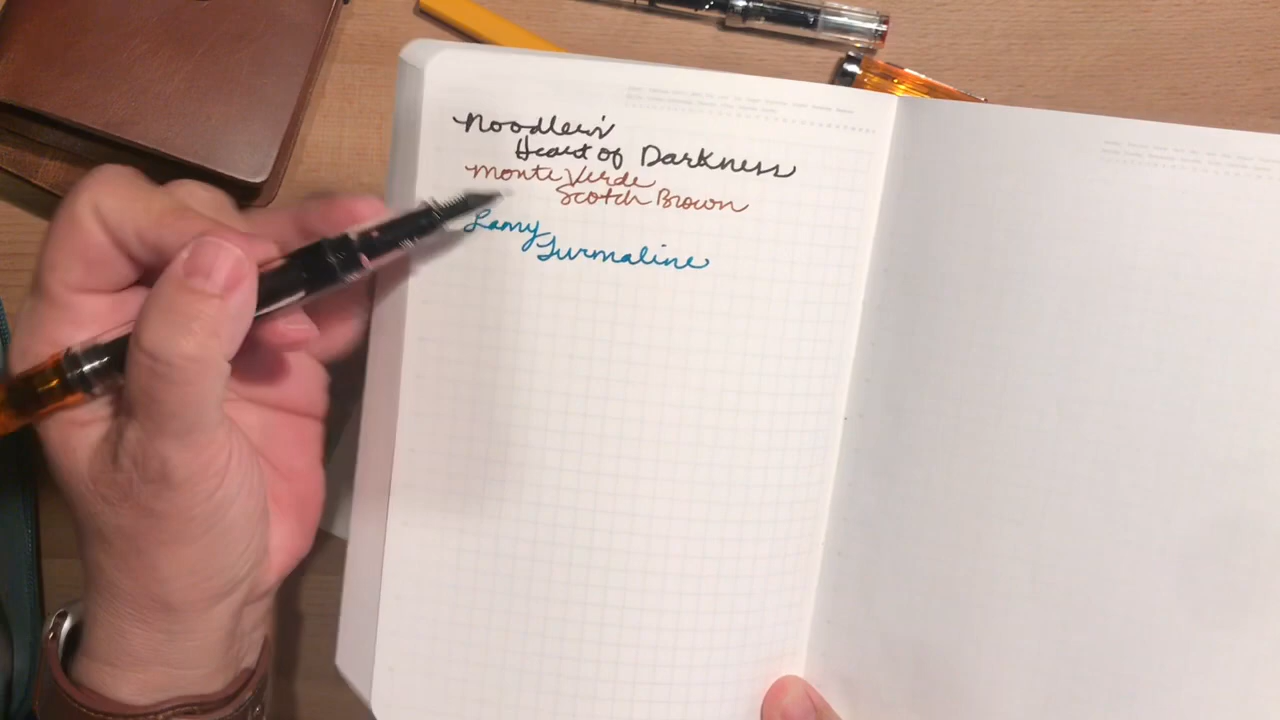 Noodler's
Heart of Darkness
Monte Verde
Scotch Brown
Lamy
Turmaline